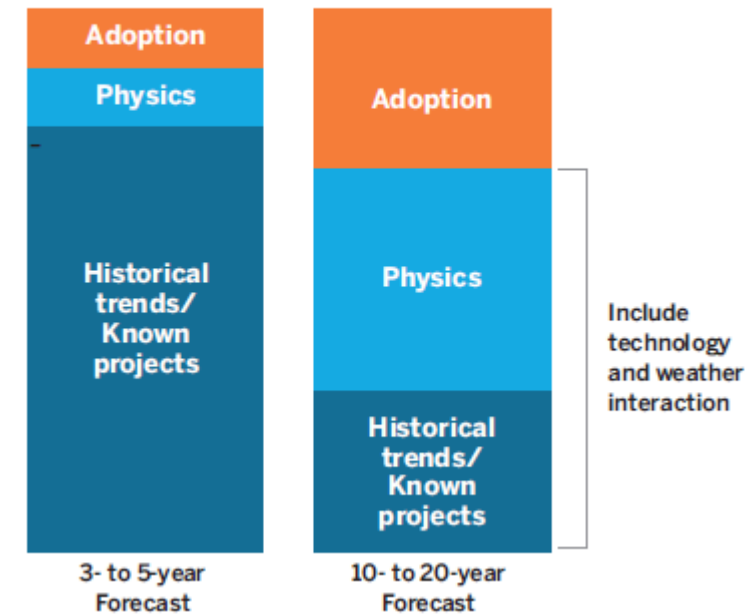 Adoption
Physics
Historical
trends/
Known
projects
3- to 5-year
Forecast
Adoption
Physics
Historical
trends/
Known
projects
10- to 20-year
Forecast
Include
technology
and weather
interaction